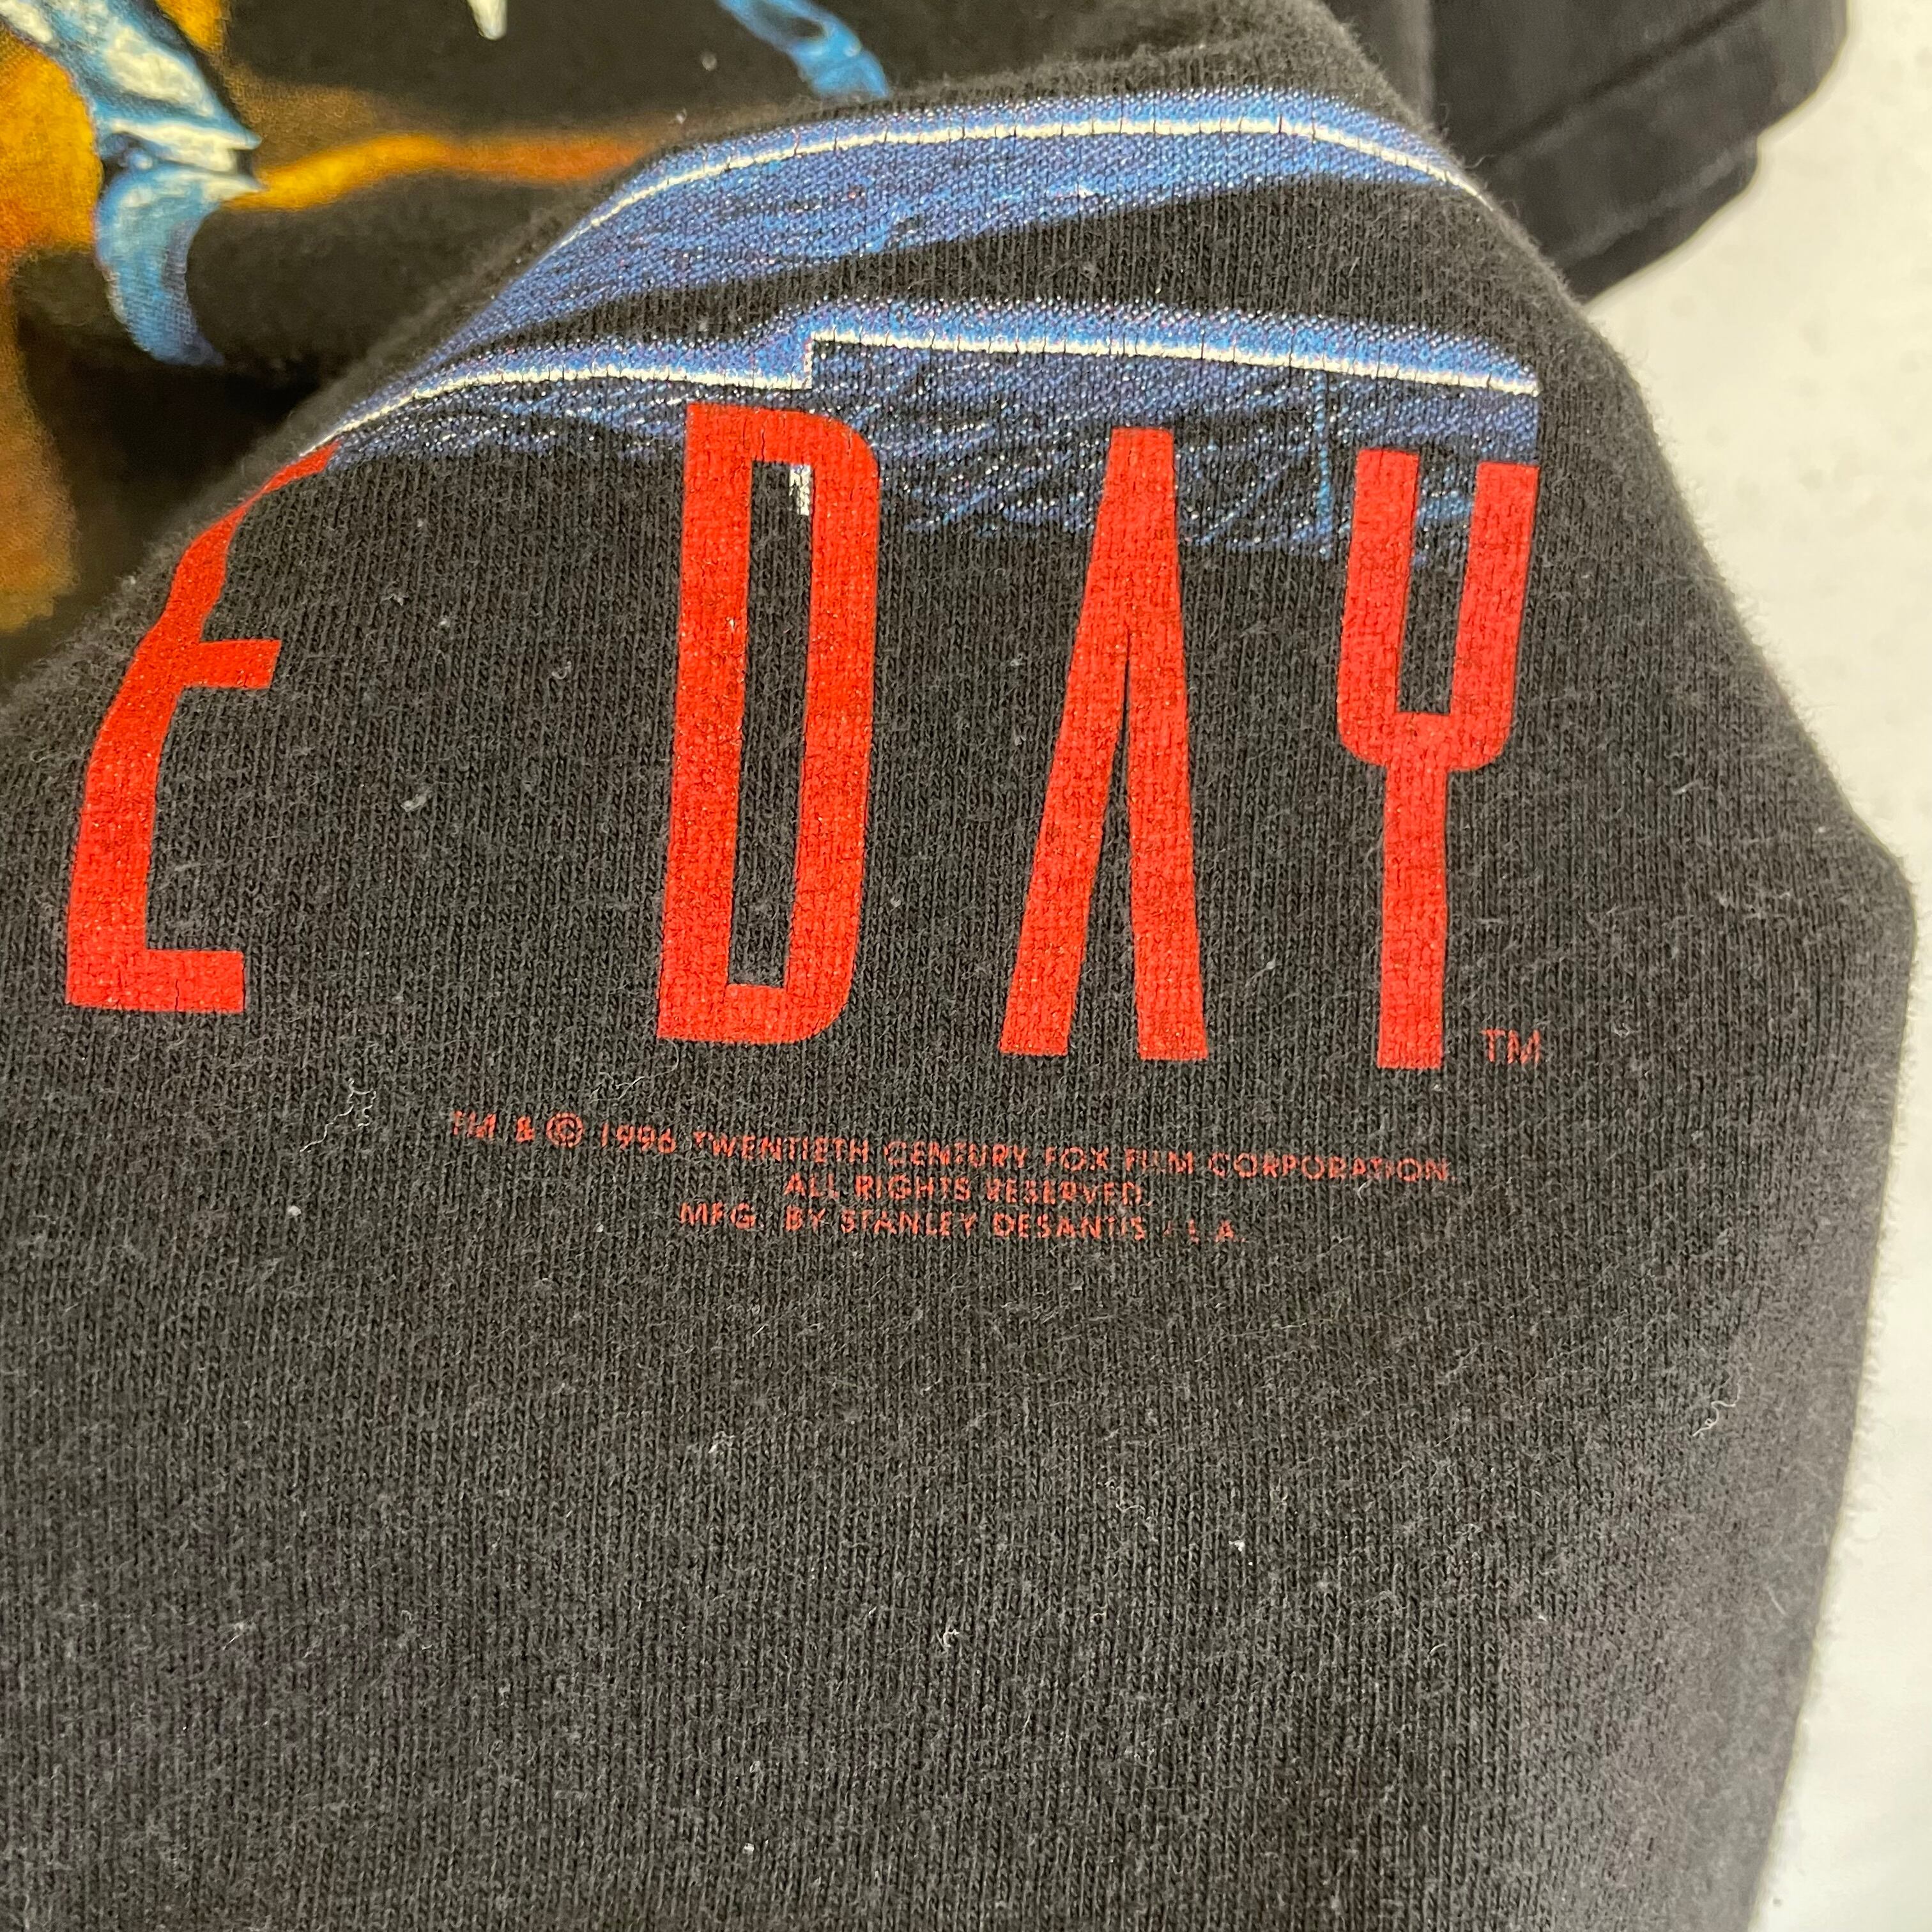 E DAY TM
TM & © 1996 TWENTIETH CENTURY FOX FILM CORPORATION.
ALL RIGHTS RESERVED.
MFG. BY STANLEY DESANTIS / L.A.